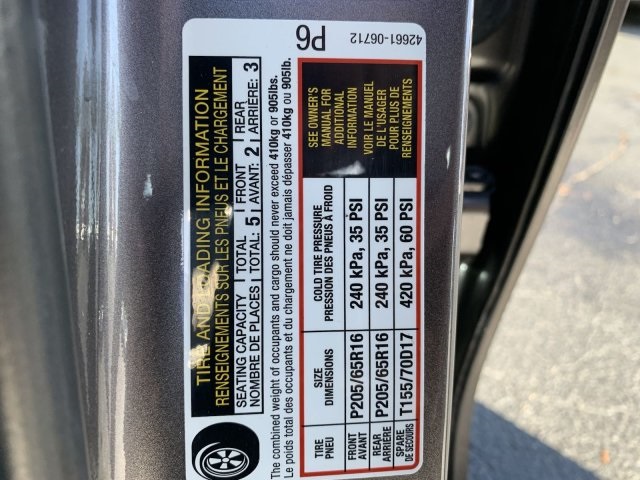 TIRE AND LOADING INFORMATION
RENSEIGNEMENTS SUR LES PNEUS ET LE CHARGEMENT
SEATING CAPACITY TOTAL FRONT REAR
NOMBRE DE PLACES TOTAL: 5 AVANT: 2 ARRIÈRE: 3
The combined weight of occupants and cargo should never exceed 410kg or 905lbs.
Le poids total des occupants et du chargement ne doit jamais dépasser 410kg ou 905lb.
TIRE SIZE COLD TIRE PRESSURE
PNEU DIMENSIONS PRESSION DES PNEUS À FROID
FRONT
AVANT P205/65R16 240 kPa, 35 PSI
REAR
ARRIÈRE P205/65R16 240 kPa, 35 PSI
SPARE
DE SECOURS T155/70D17 420 kPa, 60 PSI
SEE OWNER'S
MANUAL FOR
ADDITIONAL
INFORMATION
VOIR LE MANUEL
DE L'USAGER
POUR PLUS DE
RENSEIGNEMENTS
P6
42661-06712